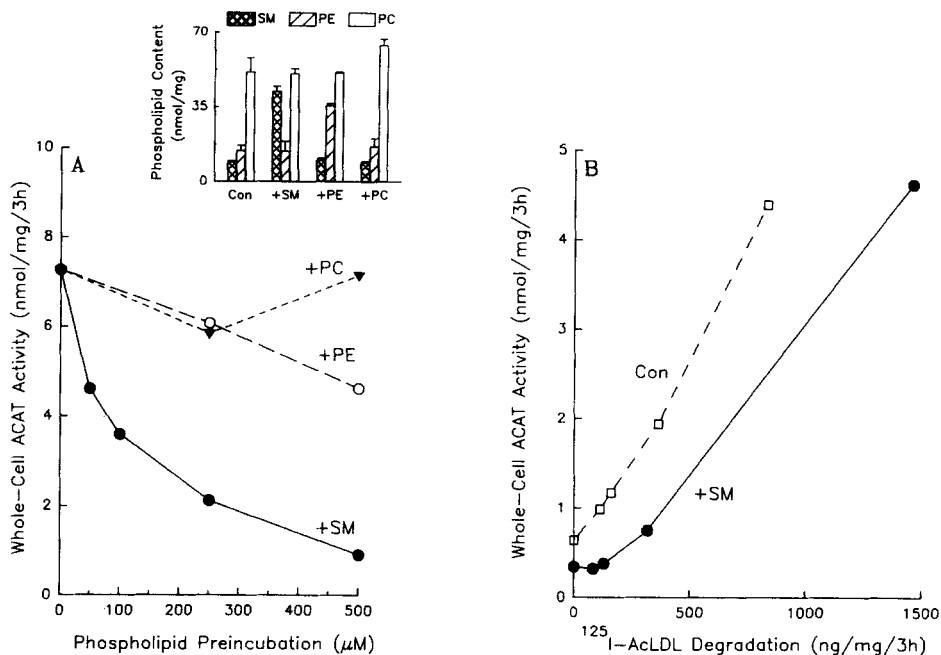 SM PE PC
Phospholipid Content
(nmol/mg)
70
35
0
Con +SM +PE +PC
A
Whole-Cell ACAT Activity (nmol/mg/3h)
10
8
6
4
2
0
+PC
+PE
+SM
0 100 200 300 400 500
Phospholipid Preincubation (μM)
B
Whole-Cell ACAT Activity (nmol/mg/3h)
5
4
3
2
1
0
Con
+SM
0 500 1000 1500
125I-AcLDL Degradation (ng/mg/3h)